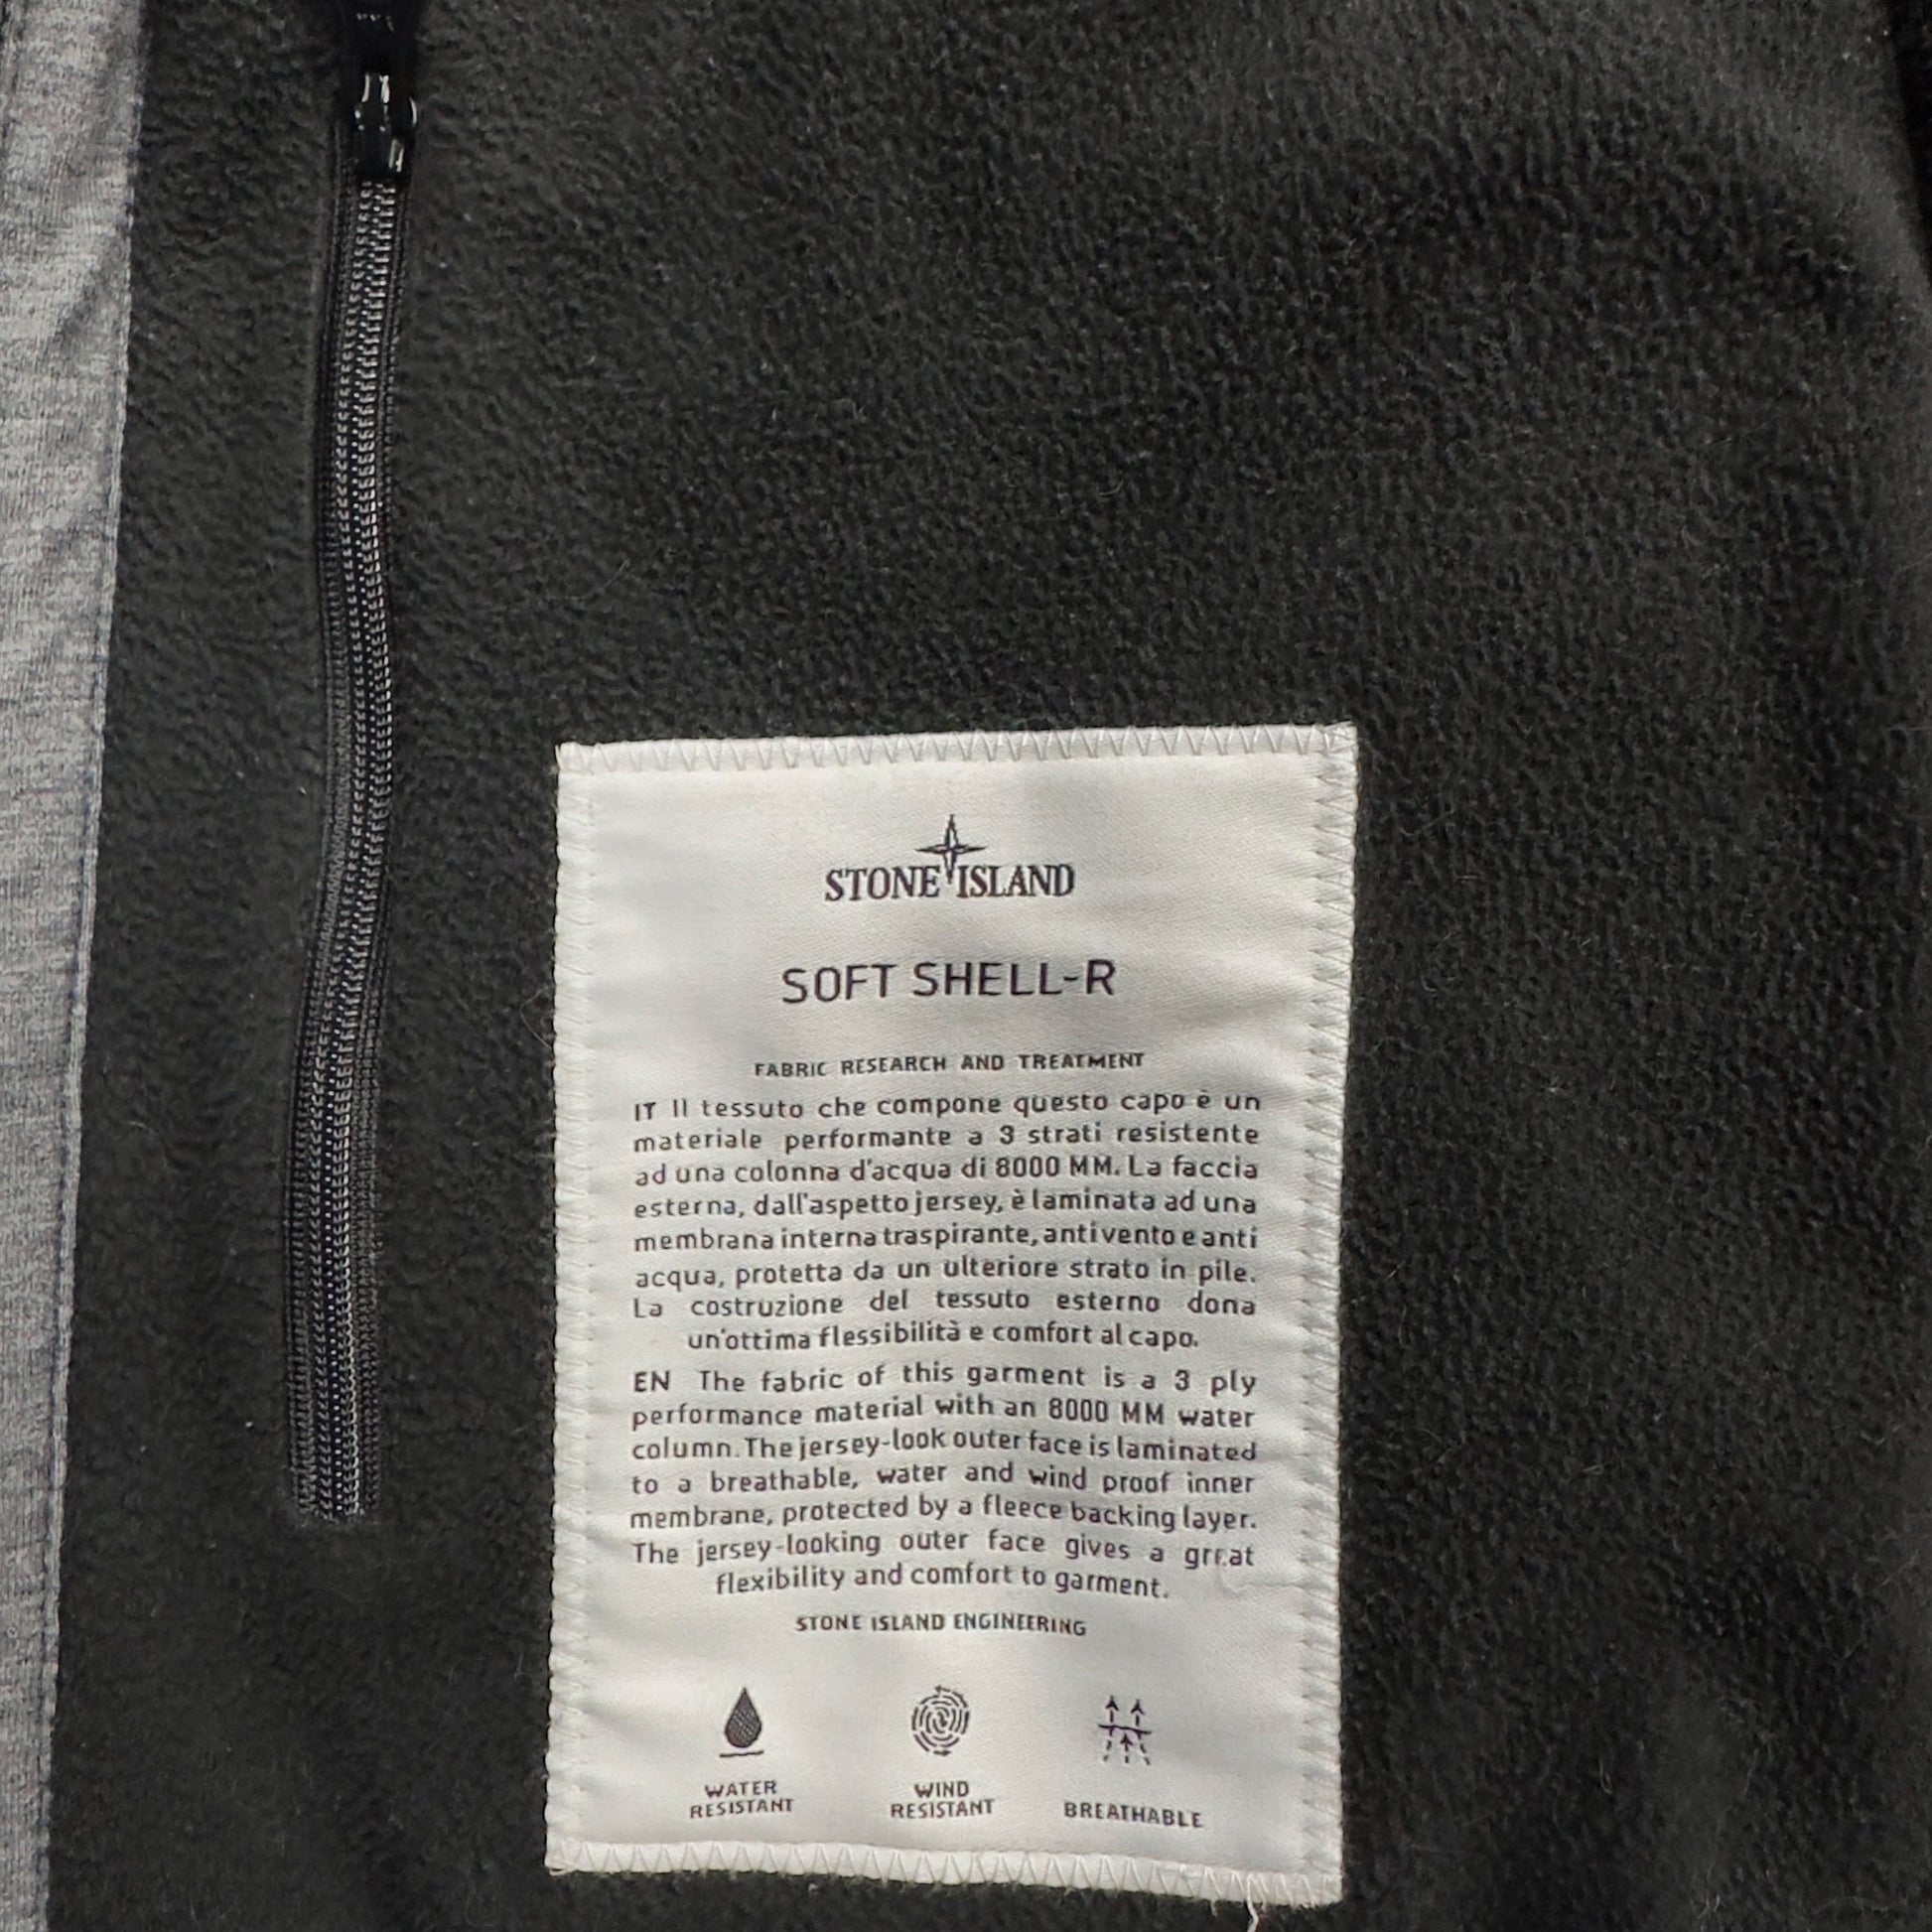 STONE ISLAND
SOFT SHELL-R
FABRIC RESEARCH AND TREATMENT
IT Il tessuto che compone questo capo è un
materiale performante a 3 strati resistente
ad una colonna d'acqua di 8000 MM. La faccia
esterna, dall'aspetto jersey, è laminata ad una
membrana interna traspirante, antivento e anti
acqua, protetta da un ulteriore strato in pile.
La costruzione del tessuto esterno dona
un'ottima flessibilità e comfort al capo.
EN The fabric of this garment is a 3 ply
performance material with an 8000 MM water
column. The jersey-look outer face is laminated
to a breathable, water and wind proof inner
membrane, protected by a fleece backing layer.
The jersey-looking outer face gives a great
flexibility and comfort to garment.
STONE ISLAND ENGINEERING
WATER
RESISTANT
WIND
RESISTANT
BREATHABLE